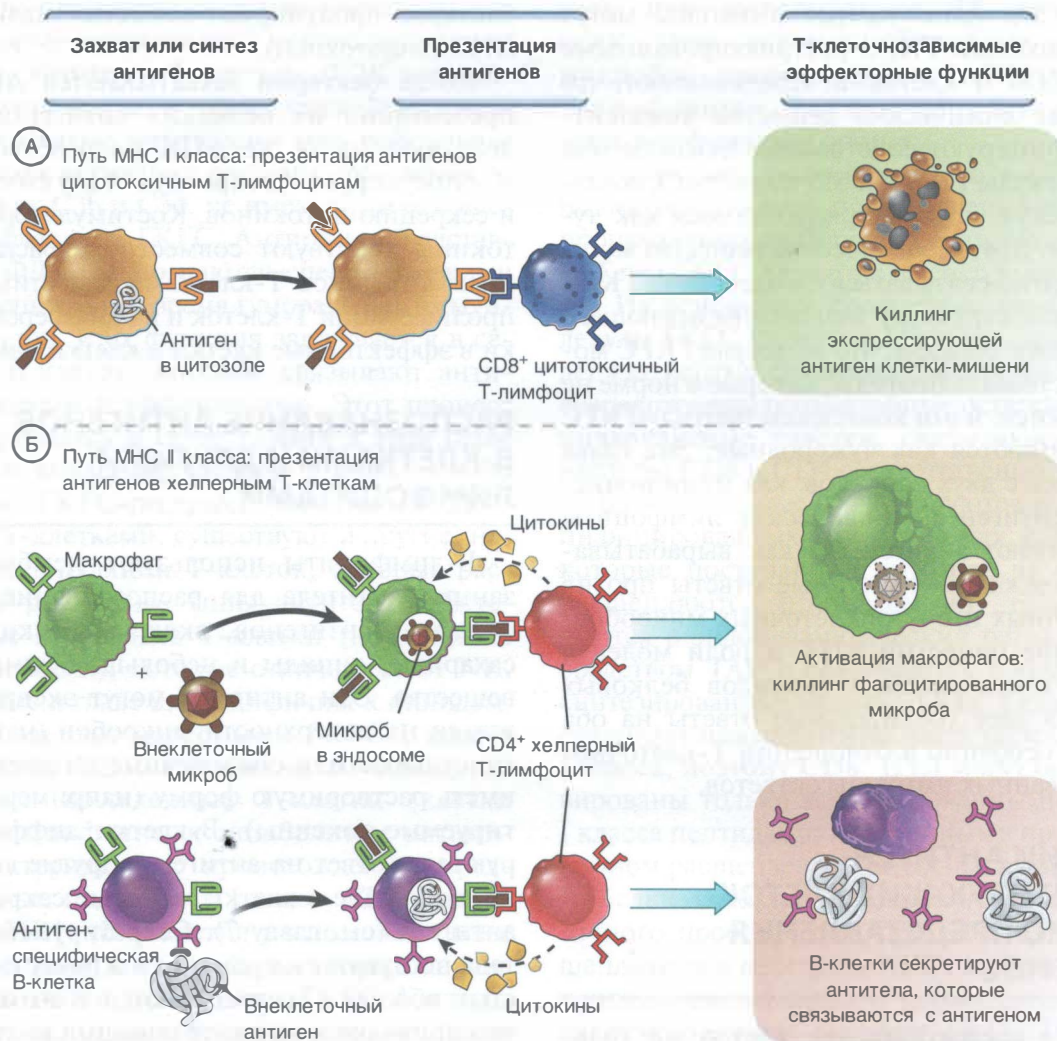 Захват или синтез
антигенов
Презентация
антигенов
Т-клеточнозависимые
эффекторные функции
А
Путь МНС I класса: презентация антигенов
цитотоксичным Т-лимфоцитам
Антиген
в цитозоле
CD8⁺ цитотоксичный
Т-лимфоцит
Киллинг
экспрессирующей
антиген клетки-мишени
Б
Путь МНС II класса: презентация
антигенов хелперным Т-клеткам
Макрофаг
+
Внеклеточный
микроб
Микроб
в эндосоме
Цитокины
CD4⁺ хелперный
Т-лимфоцит
Активация макрофагов:
киллинг фагоцитированного
микроба
Антиген-
специфическая
В-клетка
Внеклеточный
антиген
Цитокины
В-клетки секретируют
антитела, которые
связываются с антигеном